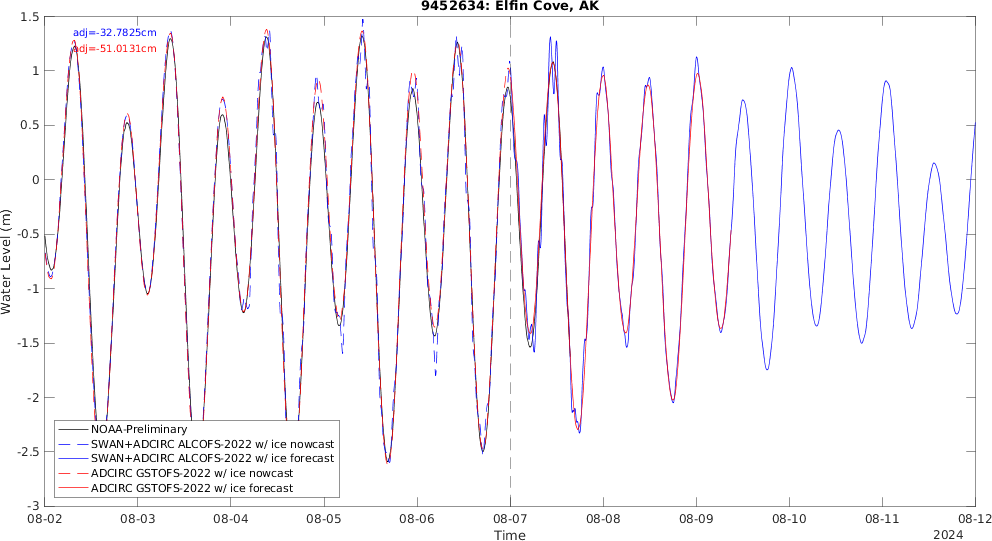 9452634: Elfin Cove, AK
adj=-32.7825cm
adj=-51.0131cm
Water Level (m)
1.5
1
0.5
0
-0.5
-1
-1.5
-2
-2.5
-3
NOAA-Preliminary
SWAN+ADCIRC ALCOFS-2022 w/ ice nowcast
SWAN+ADCIRC ALCOFS-2022 w/ ice forecast
ADCIRC GSTOFS-2022 w/ ice nowcast
ADCIRC GSTOFS-2022 w/ ice forecast
08-02 08-03 08-04 08-05 08-06 08-07 08-08 08-09 08-10 08-11 08-12
Time
2024